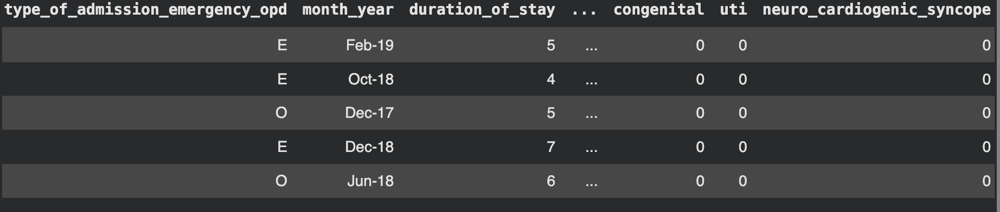 type_of_admission_emergency_opd month_year duration_of_stay ... congenital uti neuro_cardiogenic_syncope
E Feb-19 5 ... 0 0 0
E Oct-18 4 ... 0 0 0
O Dec-17 5 ... 0 0 0
E Dec-18 7 ... 0 0 0
O Jun-18 6 ... 0 0 0